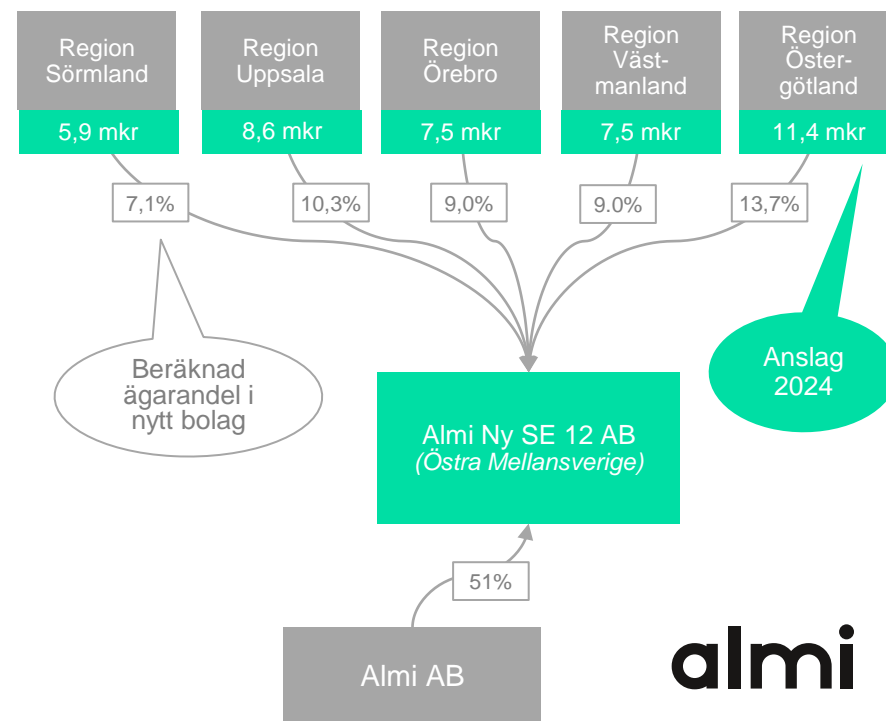 Region
Sörmland
5,9 mkr
Region
Uppsala
8,6 mkr
Region
Örebro
7,5 mkr
Region
Väst-
manland
7,5 mkr
Region
Öster-
götland
11,4 mkr
7,1%
10,3%
9,0%
9.0%
13,7%
Beräknad
ägarandel i
nytt bolag
Anslag
2024
Almi Ny SE 12 AB
(Östra Mellansverige)
51%
Almi AB
almi